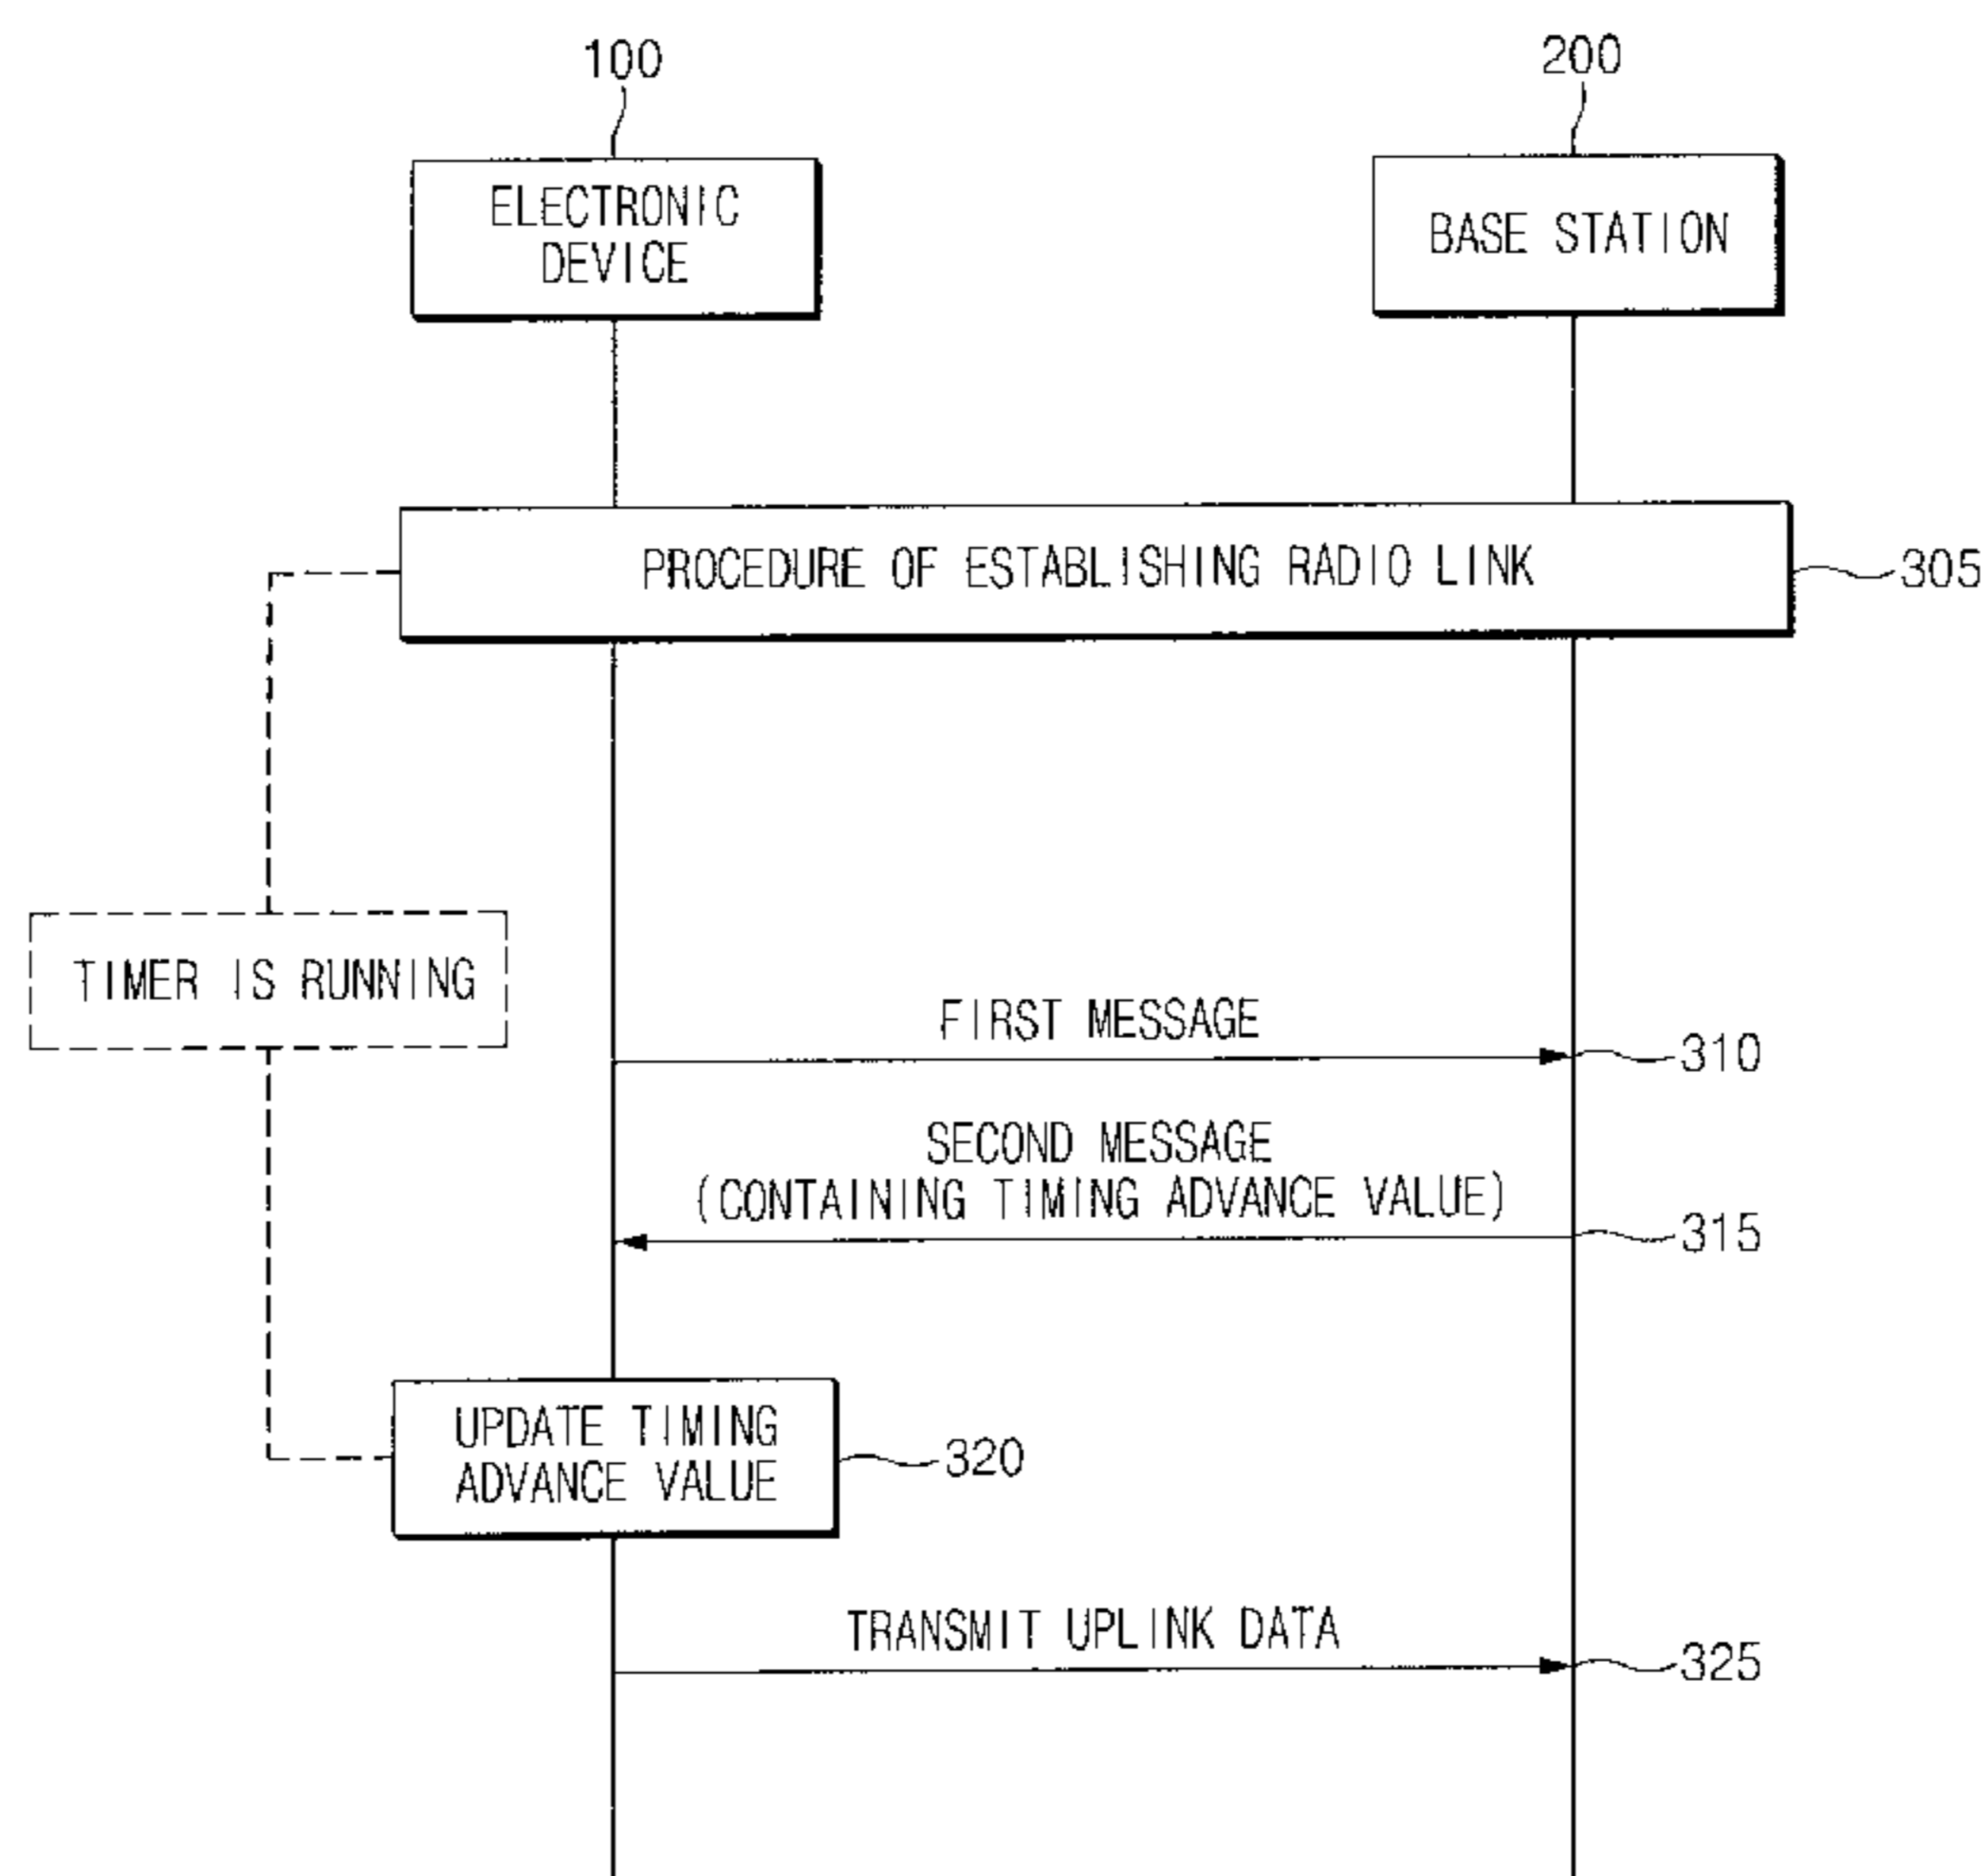 100
200
ELECTRONIC
DEVICE
BASE STATION
PROCEDURE OF ESTABLISHING RADIO LINK
305
TIMER IS RUNNING
FIRST MESSAGE
310
SECOND MESSAGE
(CONTAINING TIMING ADVANCE VALUE)
315
UPDATE TIMING
ADVANCE VALUE
320
TRANSMIT UPLINK DATA
325